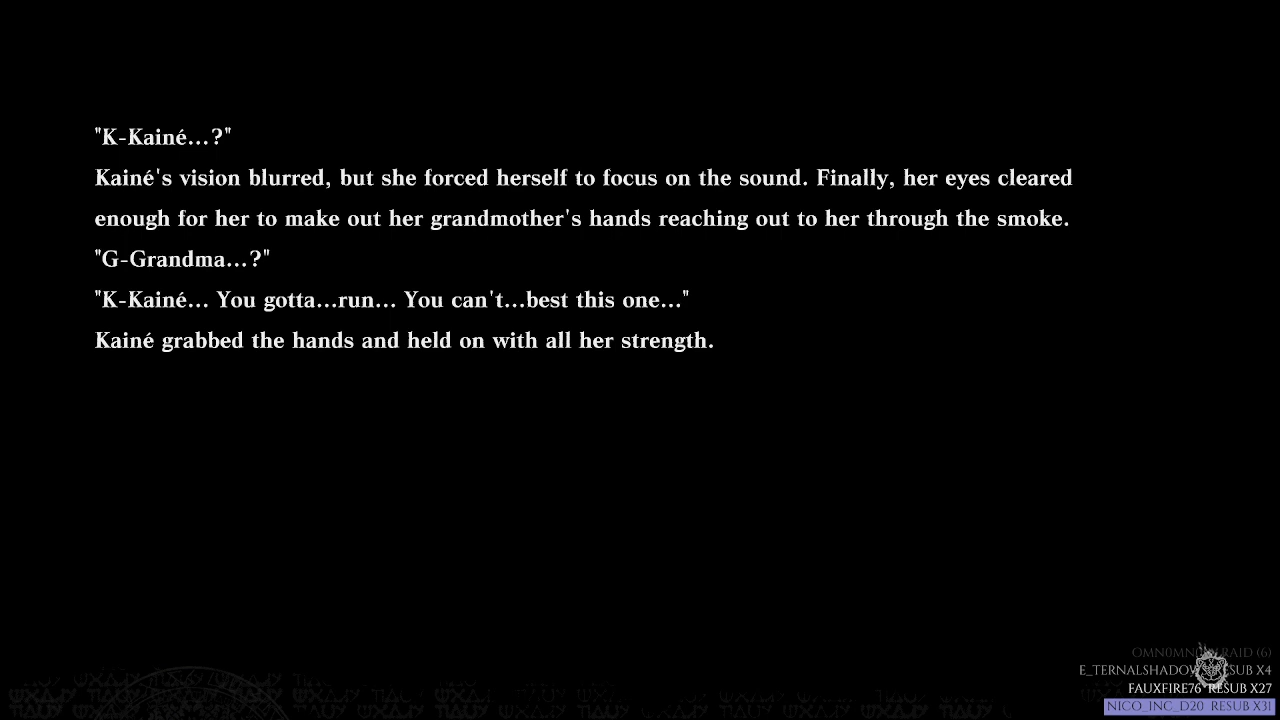 "K-Kainé...?"
Kainé's vision blurred, but she forced herself to focus on the sound. Finally, her eyes cleared
enough for her to make out her grandmother's hands reaching out to her through the smoke.
"G-Grandma...?"
"K-Kainé... You gotta...run... You can't...best this one..."
Kainé grabbed the hands and held on with all her strength.
RAID (6)
X4
FAUXFIRE76 RESUB X27
NICO_INC_D20 RESUB X31